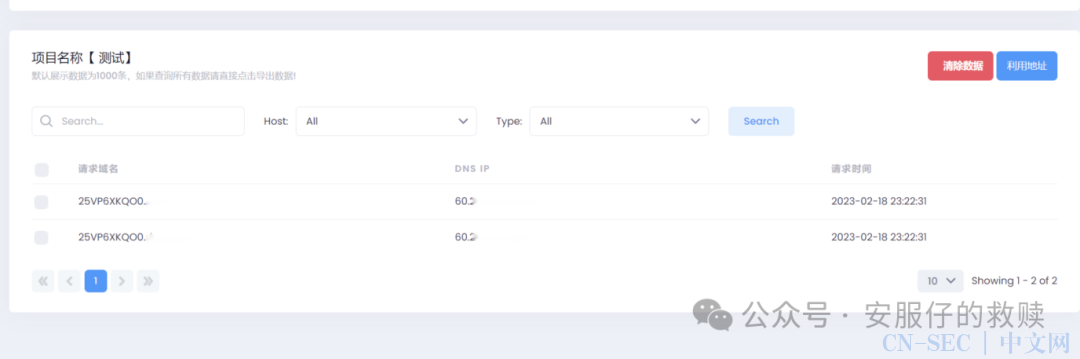 项目名称【 测试】
默认展示数据为1000条，如果查询所有数据请直接点击导出数据!
清除数据 利用地址
Search... Host: All Type: All Search
请求域名 DNS IP 请求时间
25VP6XKQO0. 60.2 2023-02-18 23:22:31
25VP6XKQO0. 60.2 2023-02-18 23:22:31
« ‹ 1 › » 10 Showing 1 - 2 of 2
公众号 · 安服仔的救赎
CN-SEC | 中文网